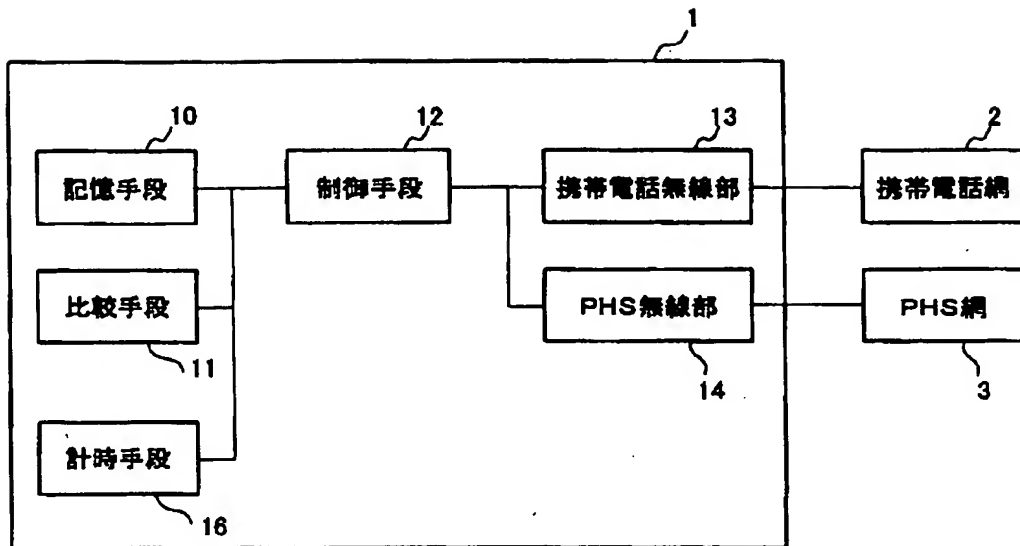 1
10
12
13
2
記憶手段
制御手段
携帯電話無線部
携帯電話網
比較手段
PHS無線部
PHS網
11
14
3
計時手段
16